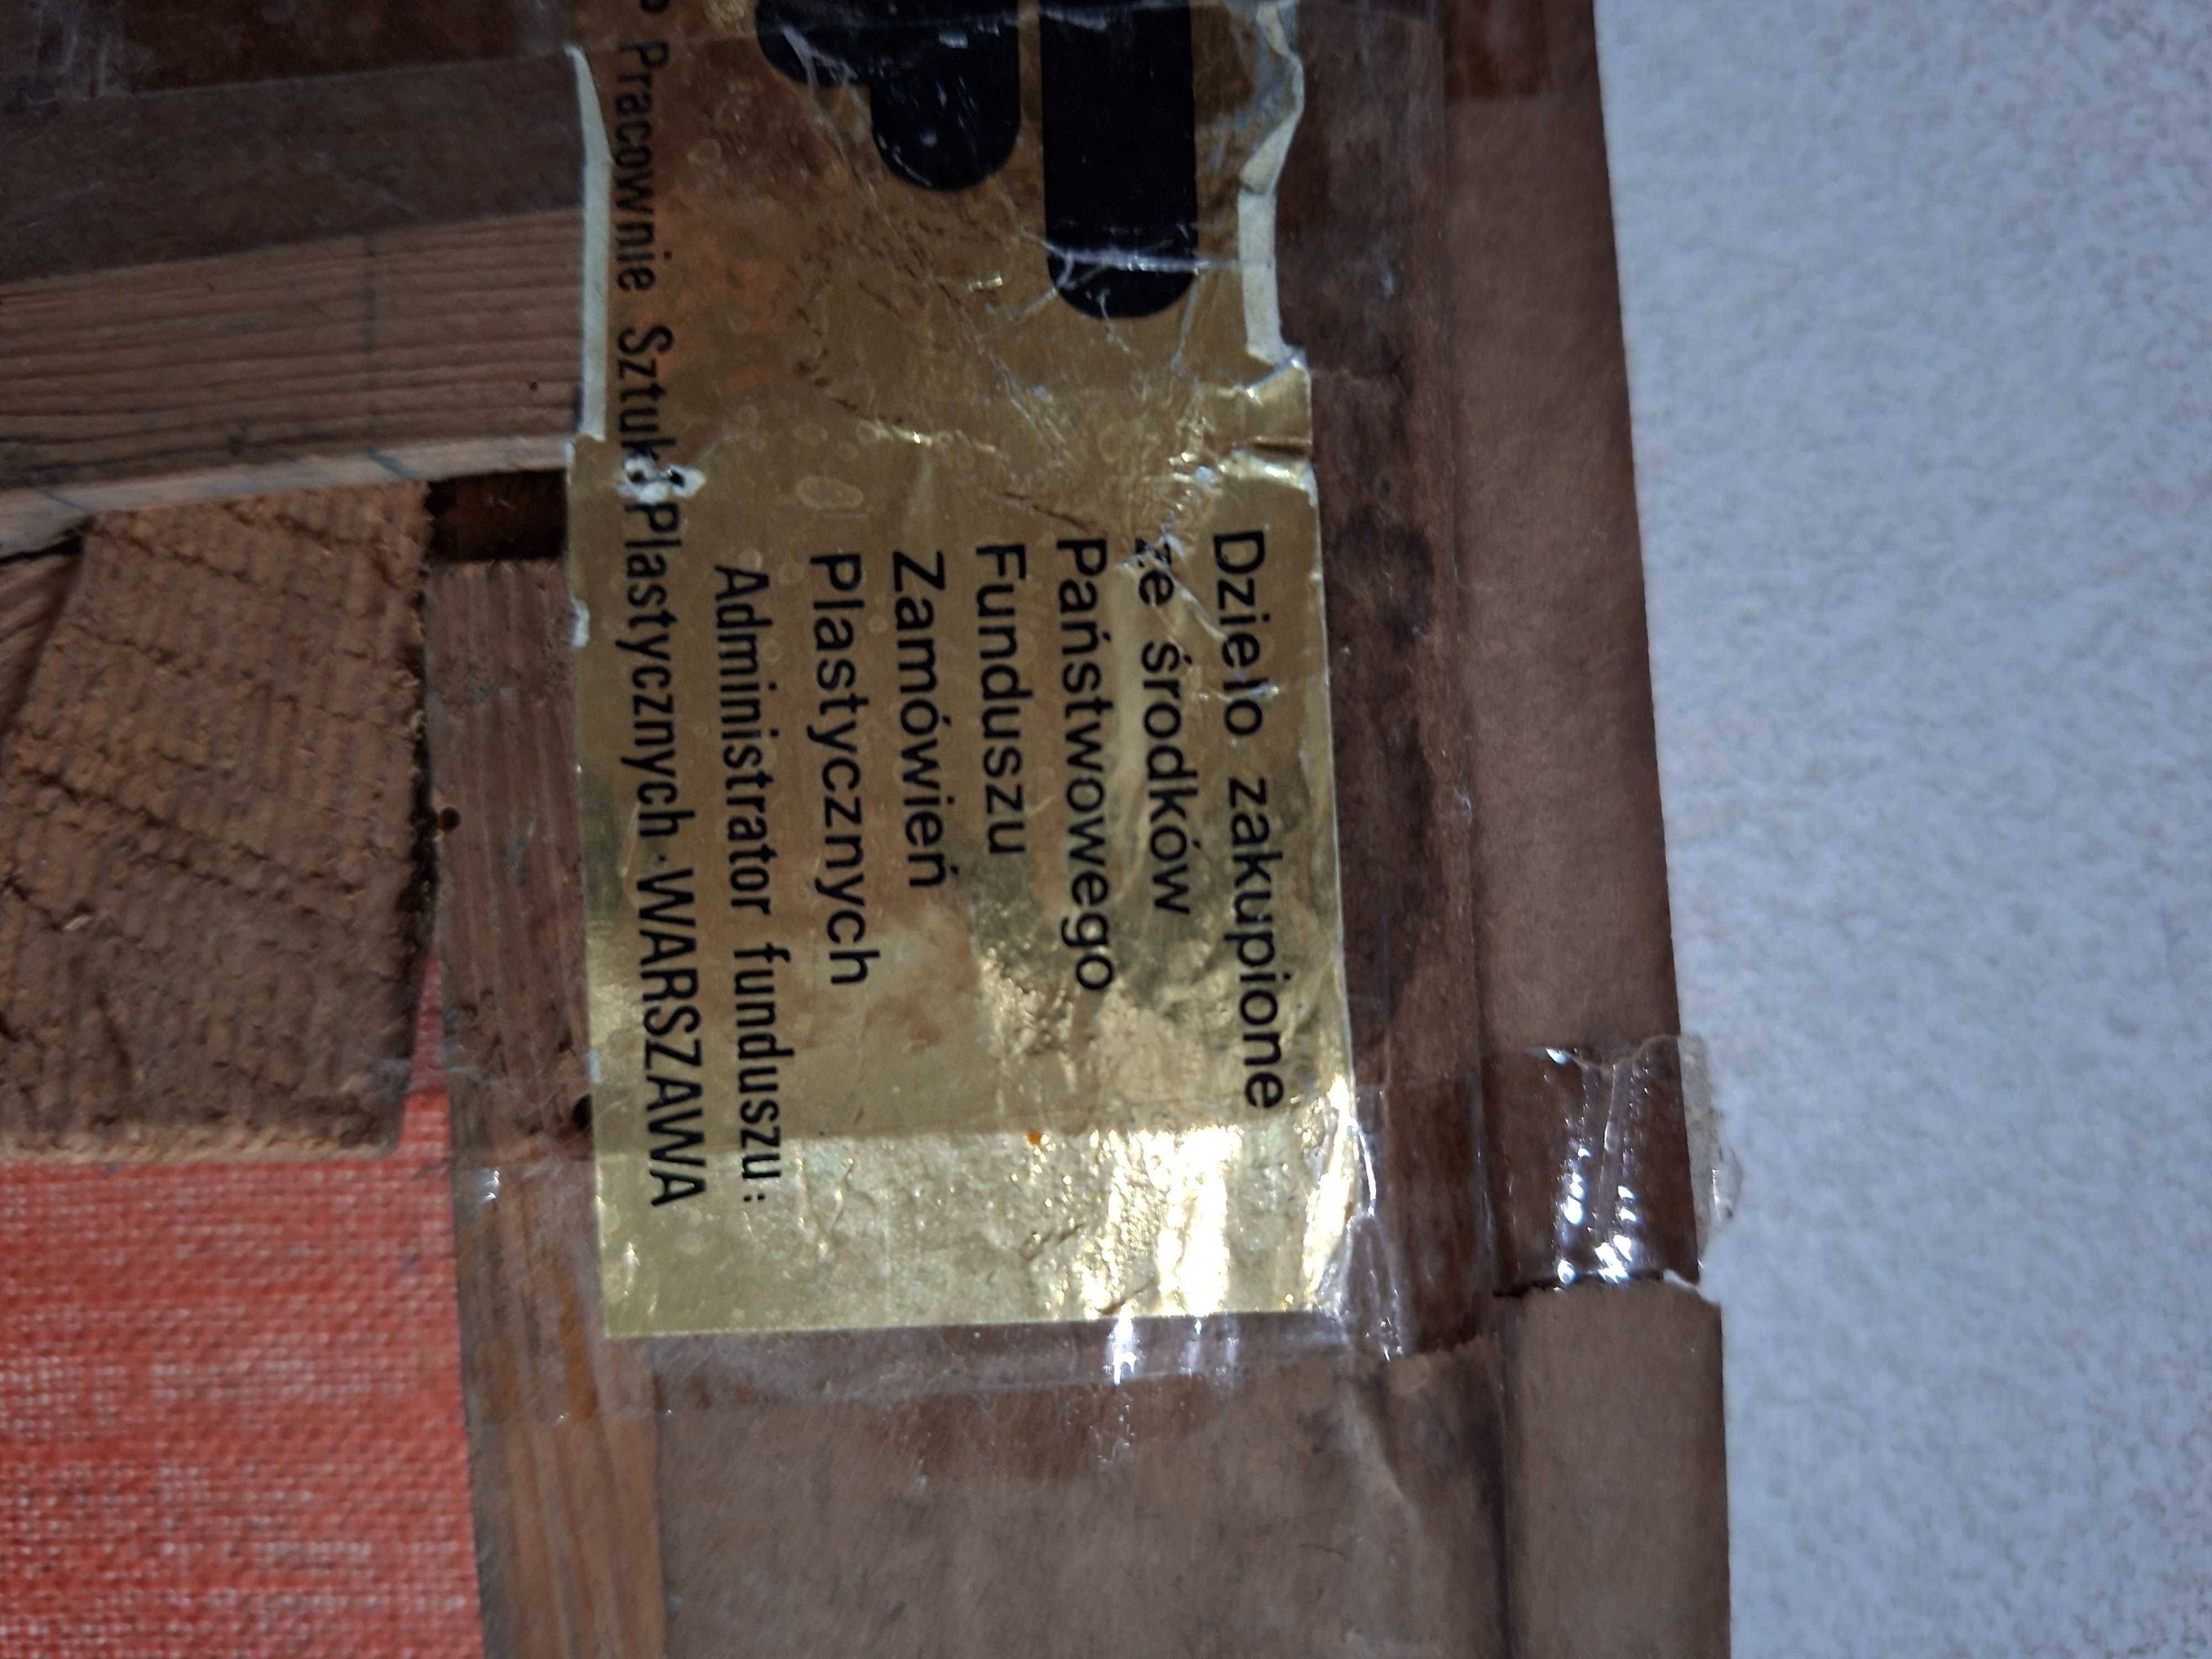 Dzieło zakupione
ze środków
Państwowego
Funduszu
Zamówień
Plastycznych
Administrator funduszu:
Pracownie Sztuk Plastycznych · WARSZAWA